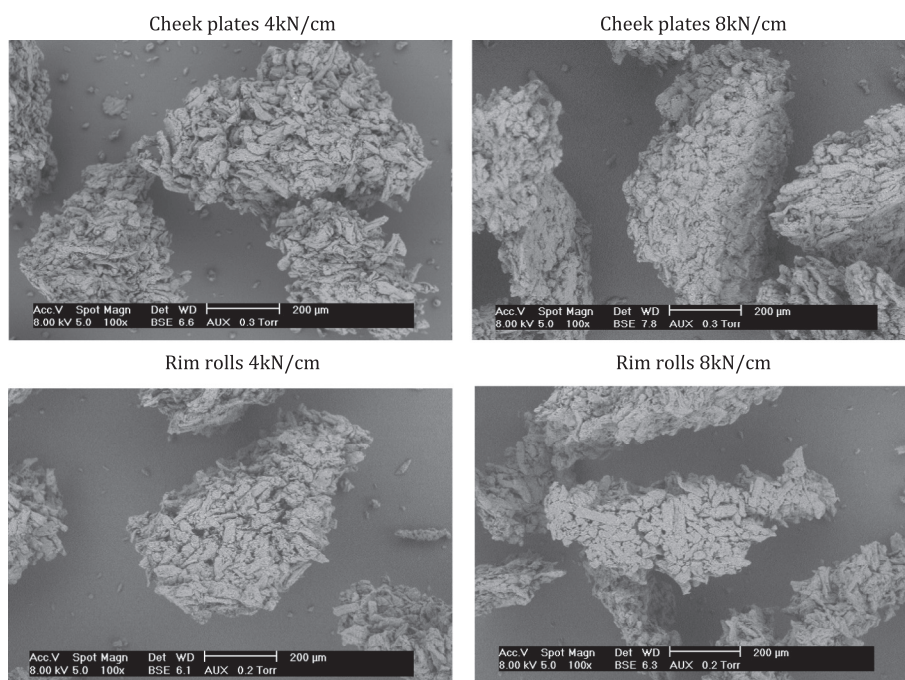 Cheek plates 4kN/cm
Cheek plates 8kN/cm
Acc.V Spot Magn Det WD 200 µm
8.00 kV 5.0 100x BSE 6.6 AUX 0.3 Torr
Acc.V Spot Magn Det WD 200 µm
8.00 kV 5.0 100x BSE 7.8 AUX 0.3 Torr
Rim rolls 4kN/cm
Rim rolls 8kN/cm
Acc.V Spot Magn Det WD 200 µm
8.00 kV 5.0 100x BSE 6.1 AUX 0.2 Torr
Acc.V Spot Magn Det WD 200 µm
8.00 kV 5.0 100x BSE 6.3 AUX 0.2 Torr